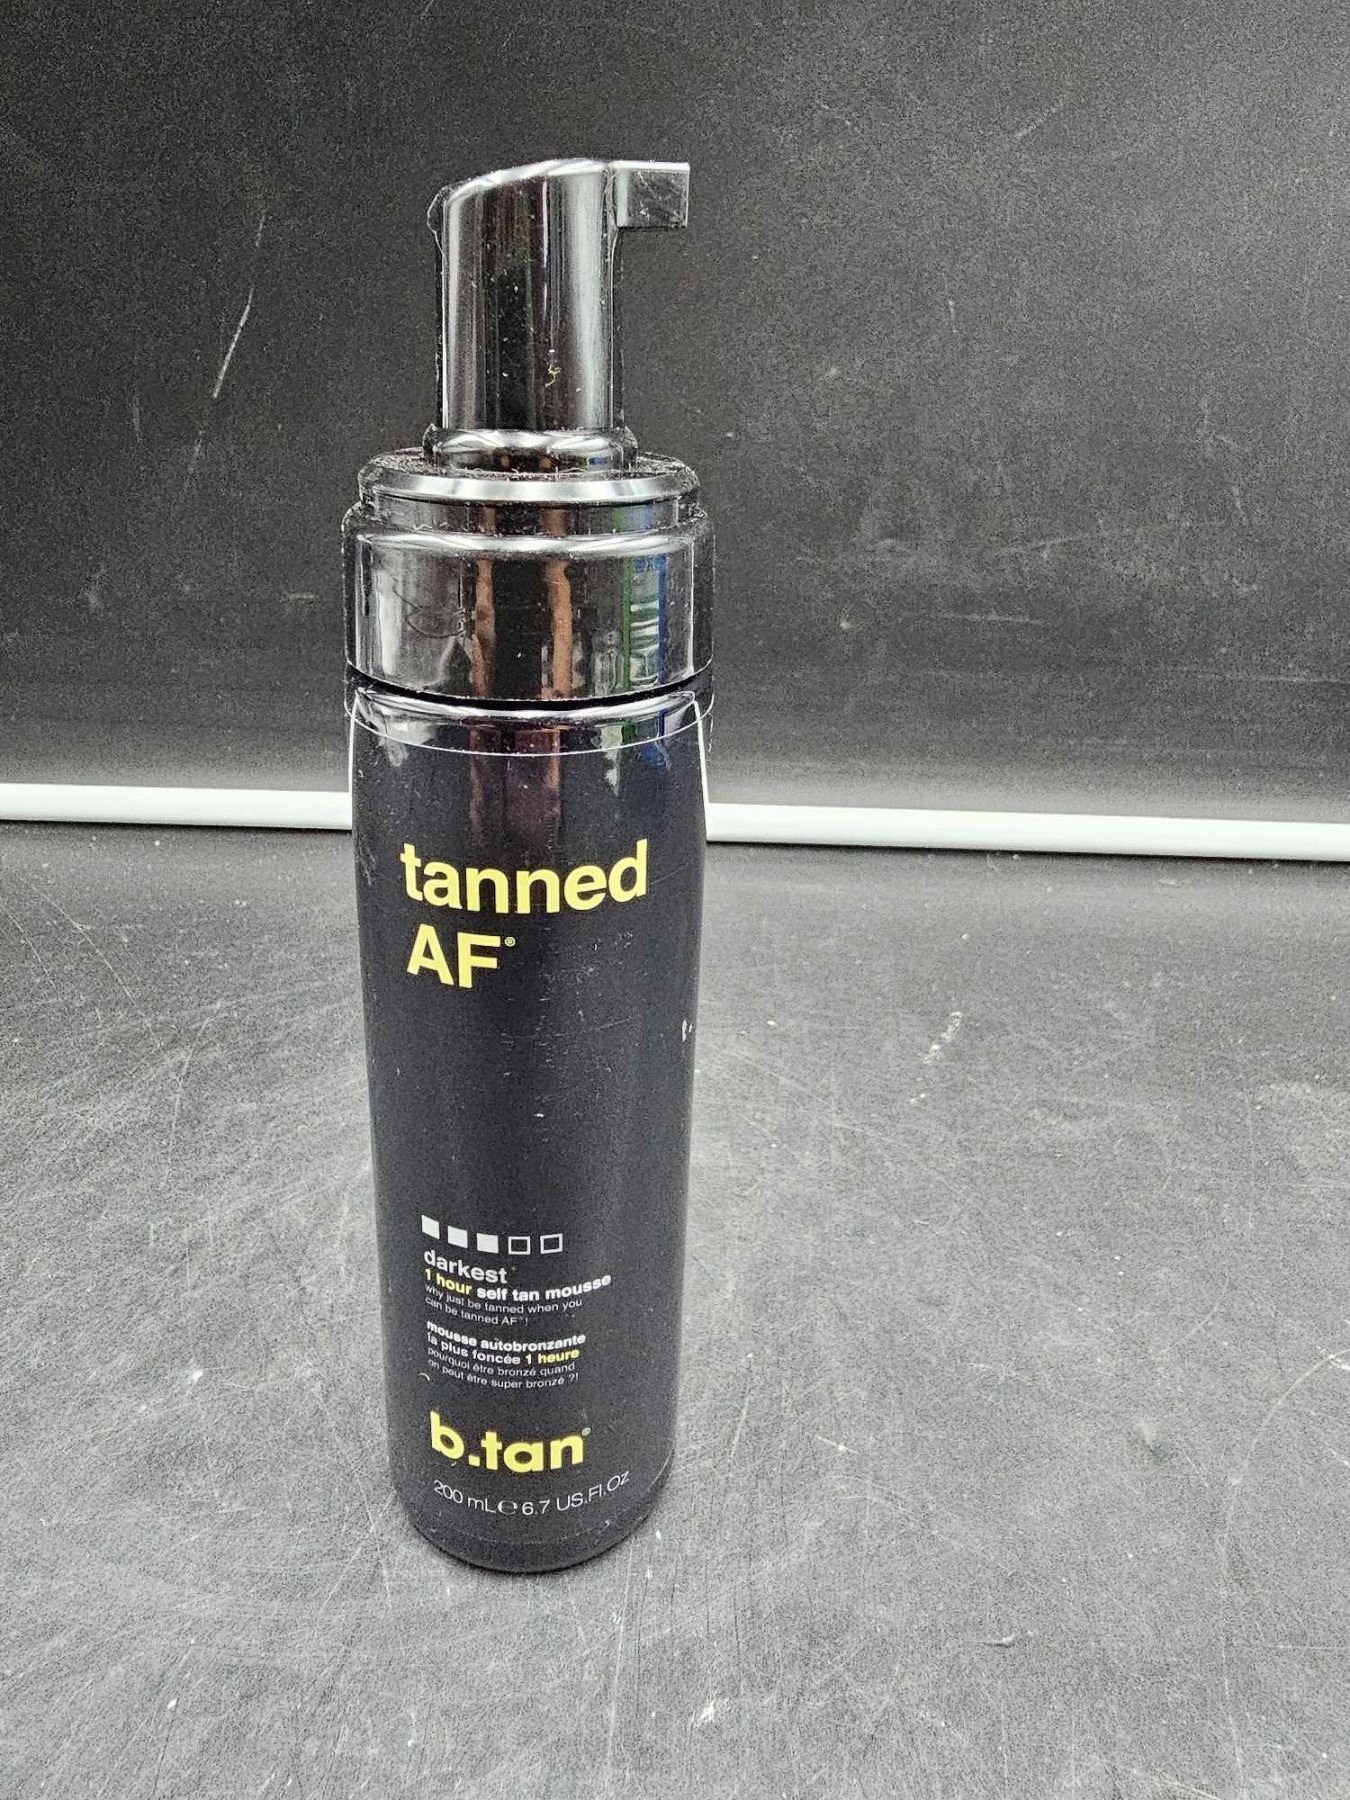 tanned
AF®
darkest
1 hour self tan mousse
why just be tanned when you
can be tanned AF®!
mousse autobronzante
la plus foncée 1 heure
pourquoi être bronzé quand
on peut être super bronzé ?!
b.tan®
200 mL ℮ 6.7 US.Fl.Oz